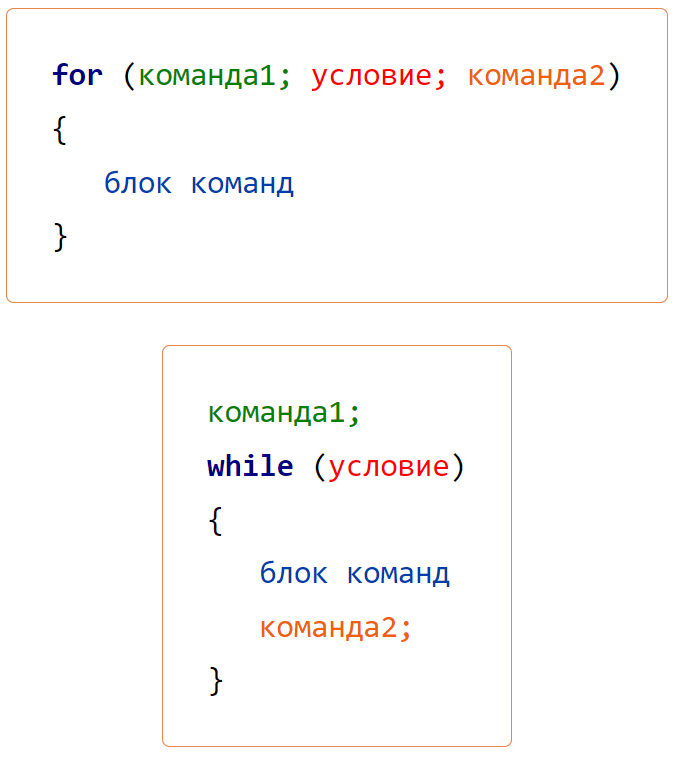 for (команда1; условие; команда2)
{
блок команд
}
команда1;
while (условие)
{
блок команд
команда2;
}